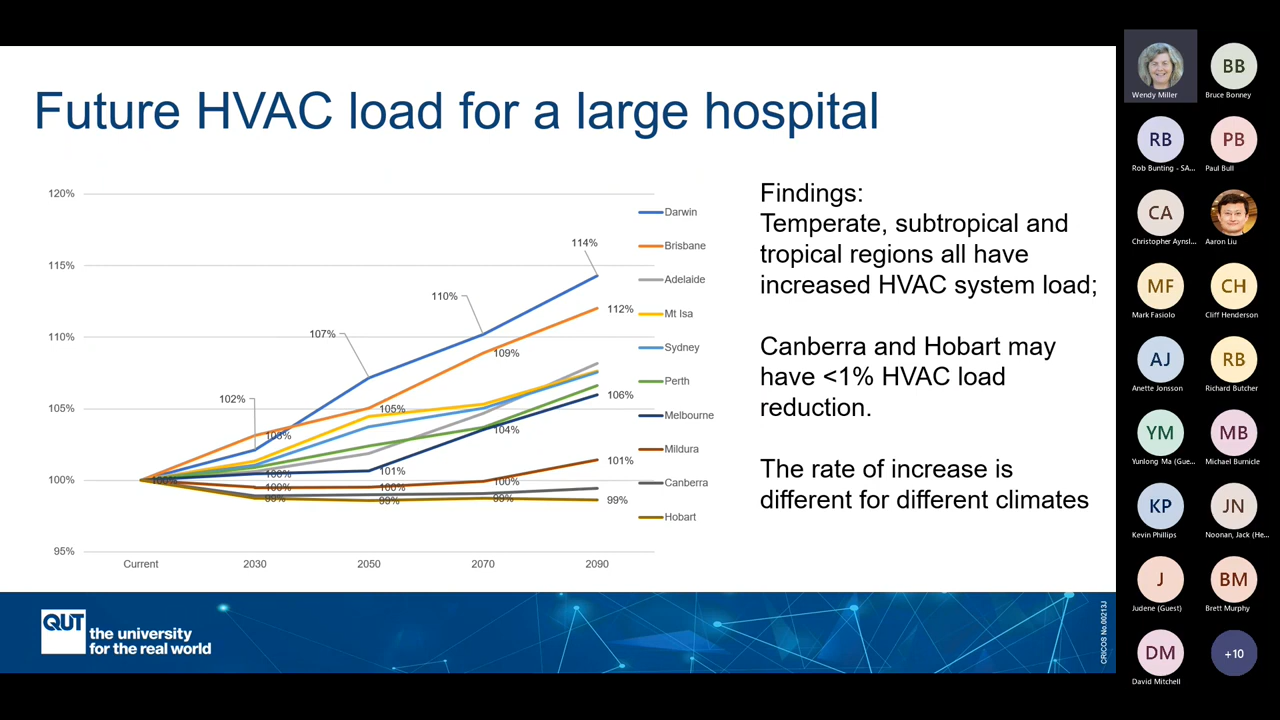 Future HVAC load for a large hospital
120%
115%
110%
105%
100%
95%
Current
2030
2050
2070
2090
102%
107%
110%
114%
103%
105%
109%
112%
100%
100%
101%
104%
106%
100%
100%
100%
101%
99%
99%
99%
99%
Darwin
Brisbane
Adelaide
Mt Isa
Sydney
Perth
Melbourne
Mildura
Canberra
Hobart
Findings:
Temperate, subtropical and
tropical regions all have
increased HVAC system load;
Canberra and Hobart may
have <1% HVAC load
reduction.
The rate of increase is
different for different climates
QUT
the university
for the real world
CRICOS No.00213J
Wendy Miller
BB
Bruce Bonney
RB
Rob Bunting - SA...
PB
Paul Bull
CA
Christopher Aynsl...
Aaron Liu
MF
Mark Fasiolo
CH
Cliff Henderson
AJ
Anette Jonsson
RB
Richard Butcher
YM
Yunlong Ma (Gue...
MB
Michael Burnicle
KP
Kevin Phillips
JN
Noonan, Jack (He...
J
Judene (Guest)
BM
Brett Murphy
DM
David Mitchell
+10